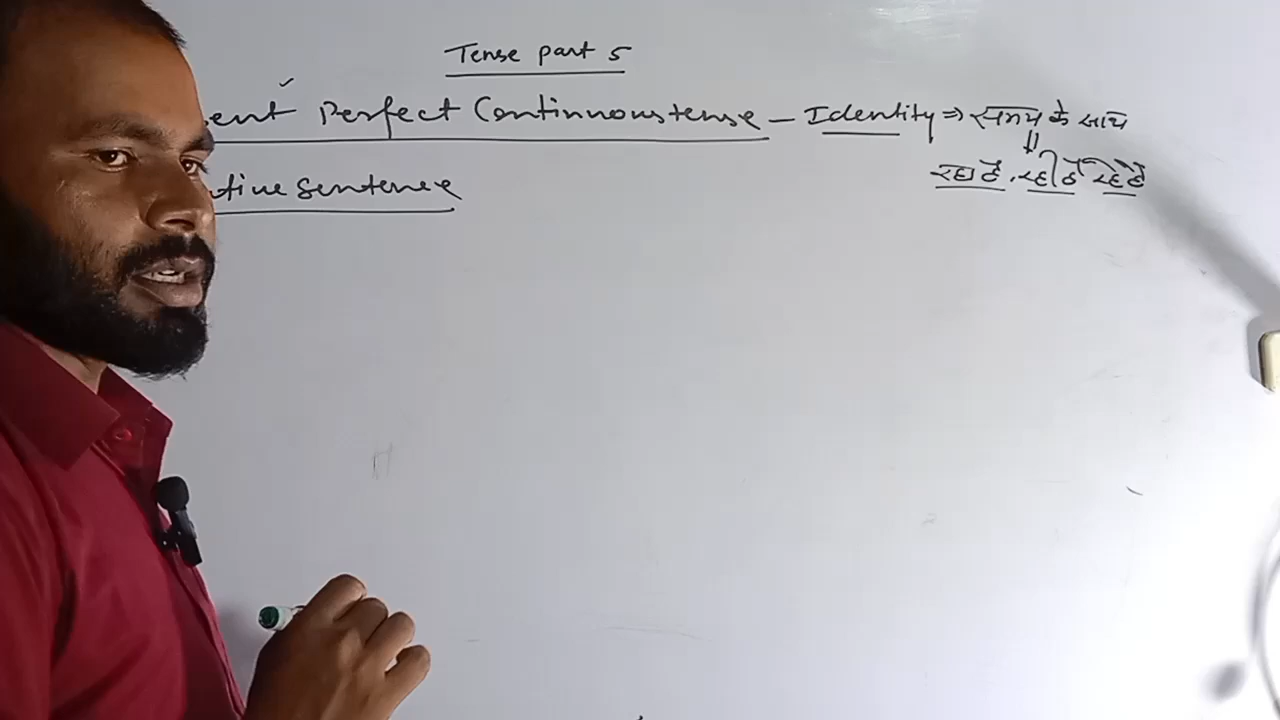 Tense part 5
ent Perfect Continuous tense - Identity ⇒ समय के साथ
रहा है, रही है, रहे हैं
tive Sentence